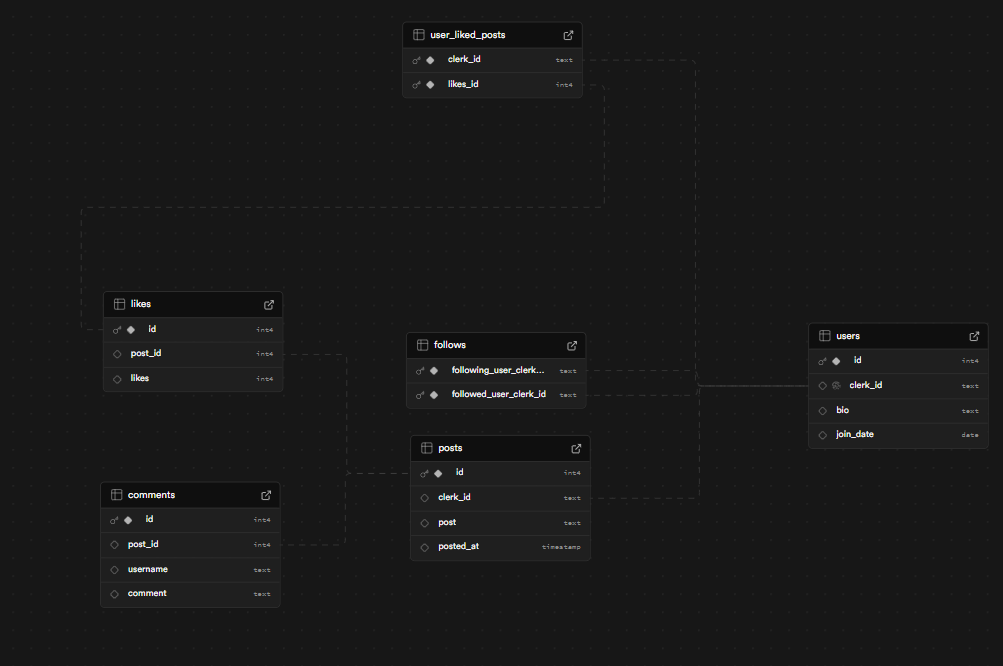 user_liked_posts
clerk_id text
likes_id int4
likes
id int4
post_id int4
likes int4
follows
following_user_clerk... text
followed_user_clerk_id text
users
id int4
clerk_id text
bio text
join_date date
posts
id int4
clerk_id text
post text
posted_at timestamp
comments
id int4
post_id int4
username text
comment text